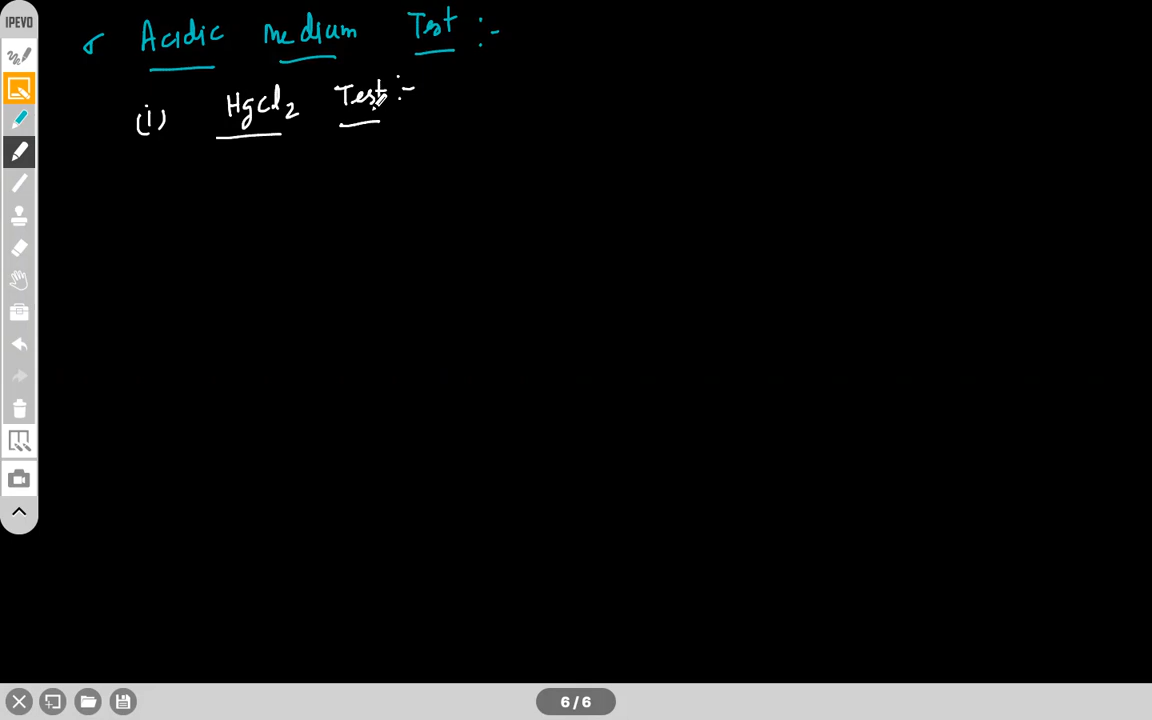 IPEVO
Acidic medium Test :-
(i) HgCl2 Test :-
6 / 6